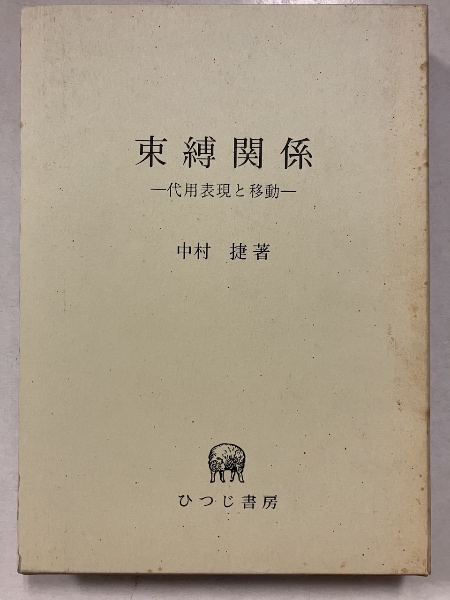 束縛関係
—代用表現と移動—
中村 捷著
ひつじ書房